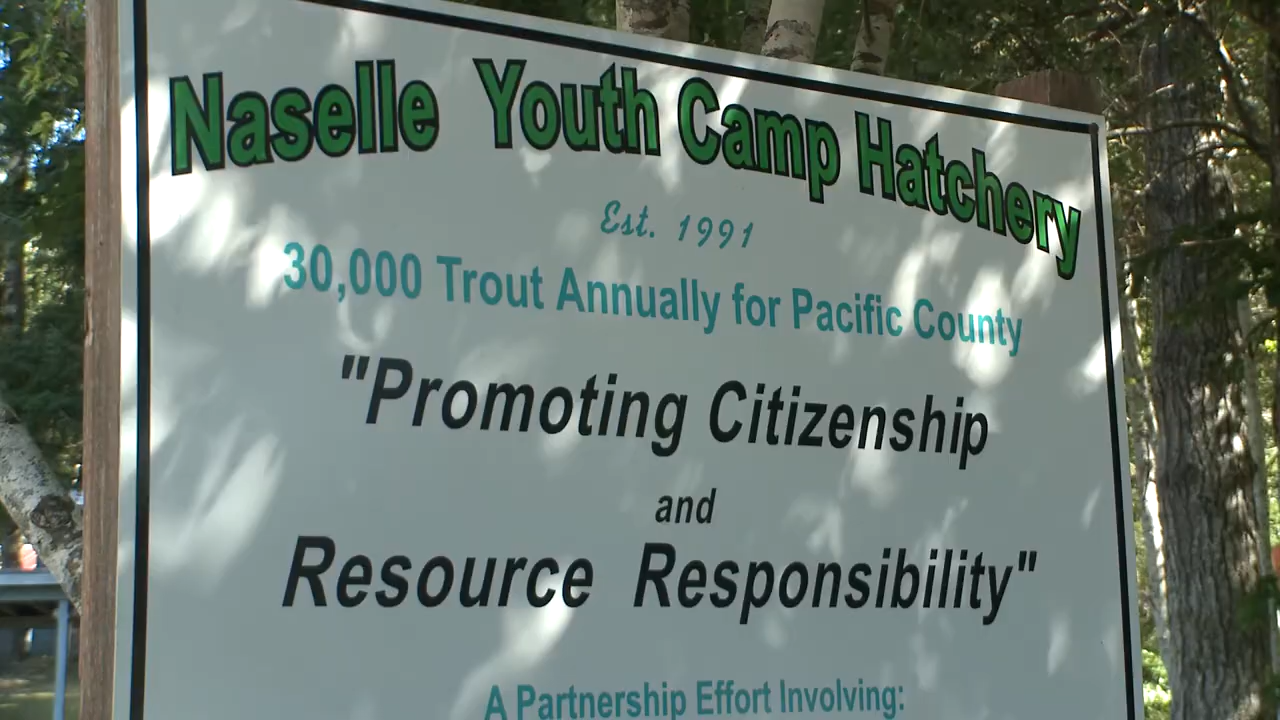 Naselle Youth Camp Hatchery
Est. 1991
30,000 Trout Annually for Pacific County
"Promoting Citizenship
and
Resource Responsibility"
A Partnership Effort Involving: